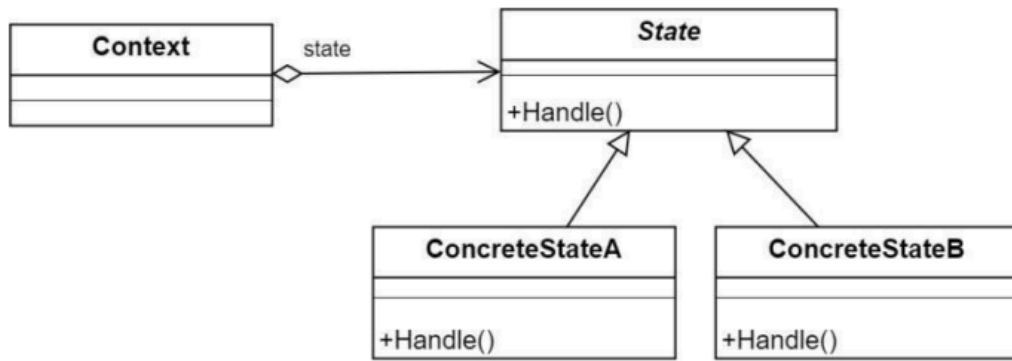 State
Context
state
+Handle()
ConcreteStateA
ConcreteStateB
+Handle()
+Handle()